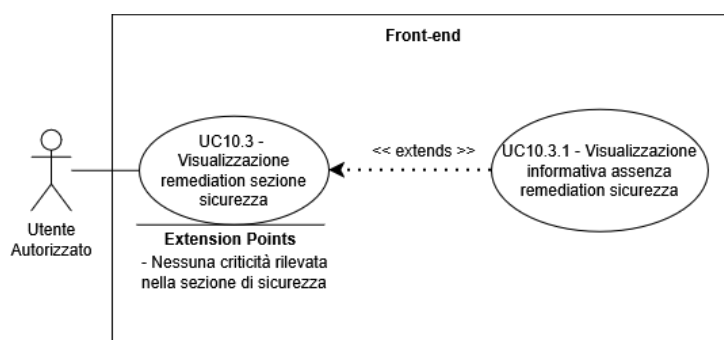 Front-end
UC10.3 -
Visualizzazione
remediation sezione
sicurezza
<< extends >>
UC10.3.1 - Visualizzazione
informativa assenza
remediation sicurezza
Utente
Autorizzato
Extension Points
- Nessuna criticità rilevata
nella sezione di sicurezza